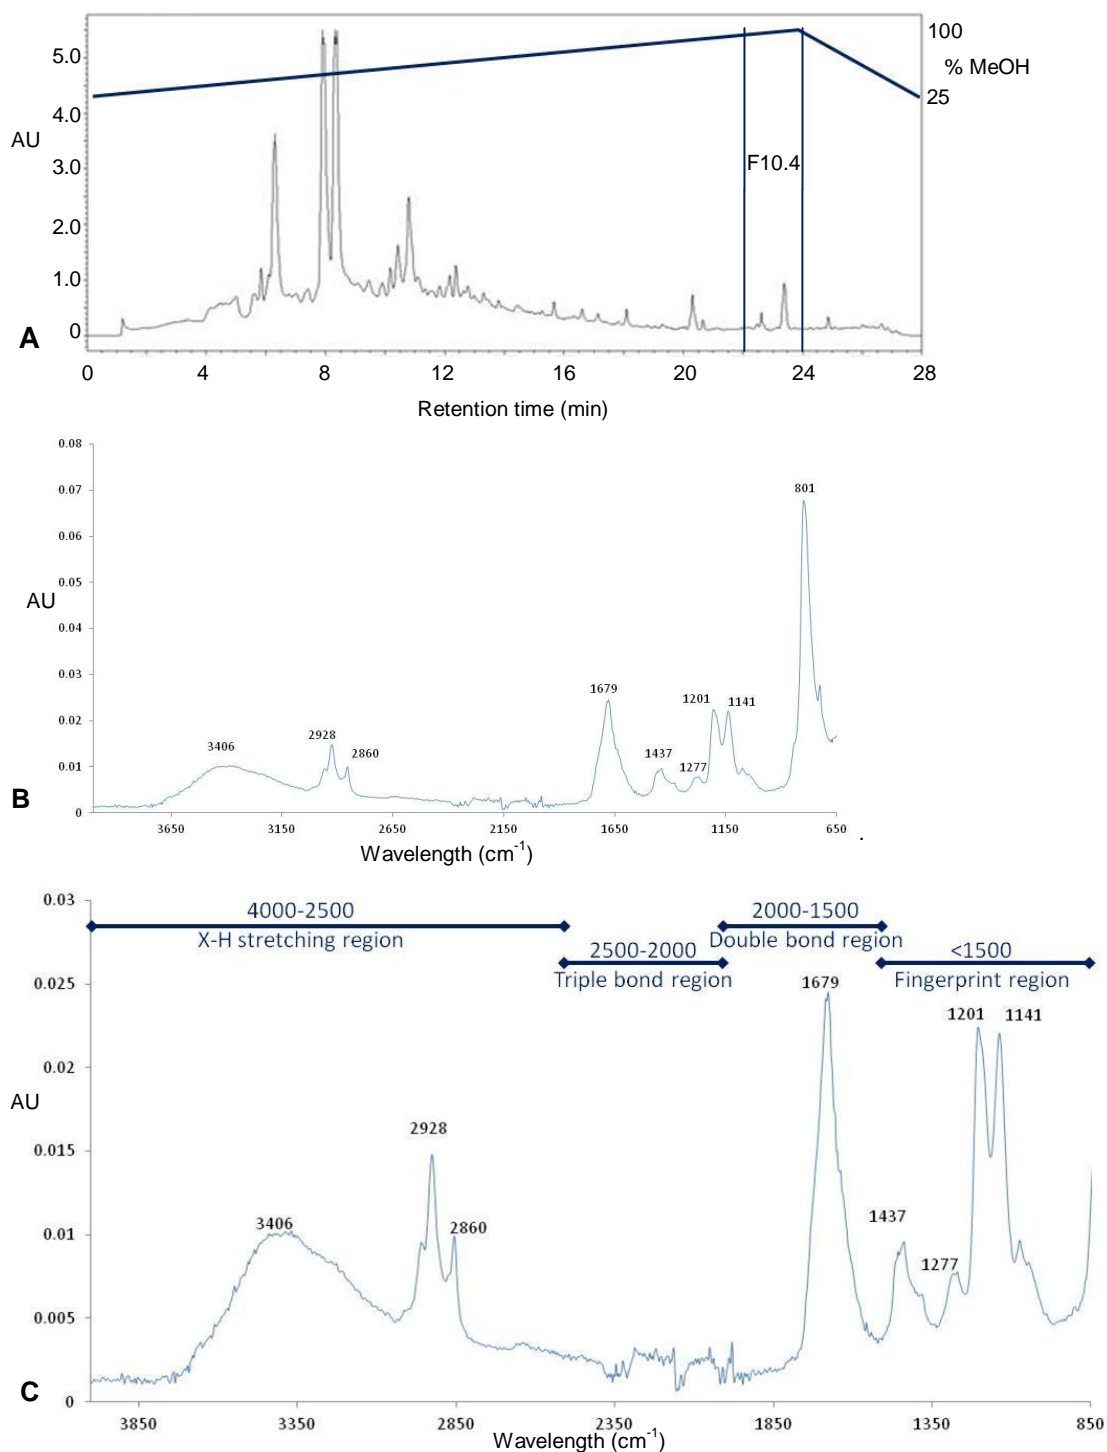 100
5.0
% MeOH
25
4.0
AU
3.0
F10.4
2.0
1.0
0
A
0 4 8 12 16 20 24 28
Retention time (min)
0.08
0.07
801
0.06
0.05
AU
0.04
0.03
1679
1201 1141
0.02
2928
3406
2860
1437
1277
0.01
B
0
3650 3150 2650 2150 1650 1150 650 .
Wavelength (cm-1)
0.03
4000-2500
2000-1500
X-H stretching region
Double bond region
2500-2000
<1500
Triple bond region
Fingerprint region
0.025
1679
1201 1141
0.02
AU
2928
0.015
3406
2860
1437
0.01
1277
0.005
C
0
3850 3350 2850 2350 1850 1350 850
Wavelength (cm-1)